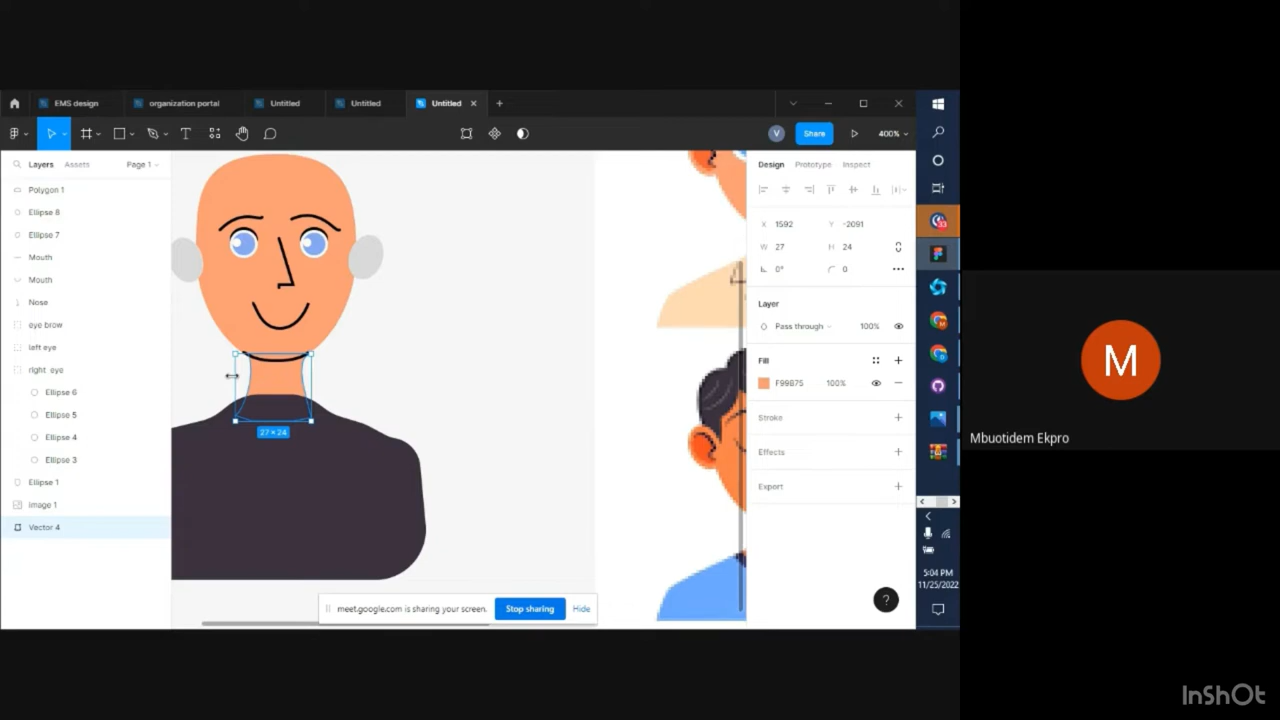 EMS design
organization portal
Untitled
Untitled
Untitled
V
Share
400%
Layers
Assets
Page 1
Polygon 1
Ellipse 8
Ellipse 7
Mouth
Mouth
Nose
eye brow
left eye
right eye
Ellipse 6
Ellipse 5
Ellipse 4
Ellipse 3
Ellipse 1
Image 1
Vector 4
27 × 24
meet.google.com is sharing your screen.
Stop sharing
Hide
Design
Prototype
Inspect
X 1592
Y -2091
W 27
H 24
0°
0
Layer
Pass through
100%
Fill
F99B75
100%
Stroke
Effects
Export
?
5:04 PM
11/25/2022
M
Mbuotidem Ekpro
InShOt